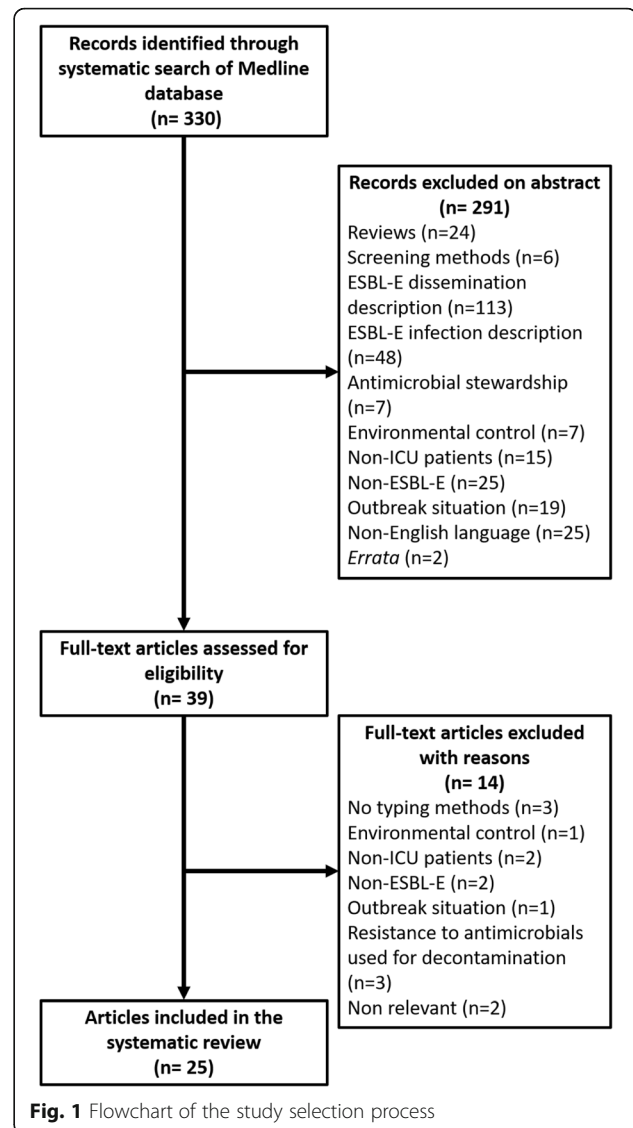 Records identified through
systematic search of Medline
database
(n= 330)
Records excluded on abstract
(n= 291)
Reviews (n=24)
Screening methods (n=6)
ESBL-E dissemination
description (n=113)
ESBL-E infection description
(n=48)
Antimicrobial stewardship
(n=7)
Environmental control (n=7)
Non-ICU patients (n=15)
Non-ESBL-E (n=25)
Outbreak situation (n=19)
Non-English language (n=25)
Errata (n=2)
Full-text articles assessed for
eligibility
(n= 39)
Full-text articles excluded
with reasons
(n= 14)
No typing methods (n=3)
Environmental control (n=1)
Non-ICU patients (n=2)
Non-ESBL-E (n=2)
Outbreak situation (n=1)
Resistance to antimicrobials
used for decontamination
(n=3)
Non relevant (n=2)
Articles included in the
systematic review
(n= 25)
Fig. 1 Flowchart of the study selection process